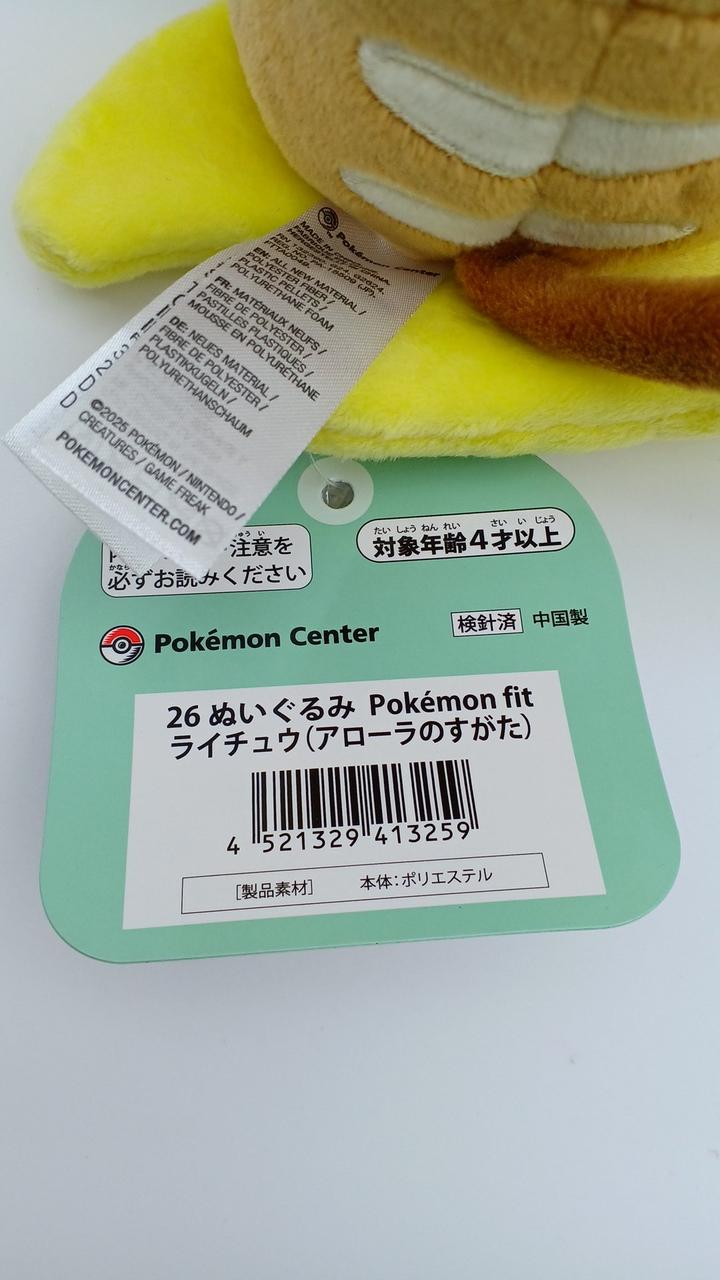 Pokémon center
MADE IN CHINA.
EN: ALL NEW MATERIAL /
POLYESTER FIBER /
PLASTIC PELLETS /
POLYURETHANE FOAM
FR: MATÉRIAUX NEUFS /
FIBRE DE POLYESTER /
PASTILLES PLASTIQUES /
MOUSSE EN POLYURÉTHANE
DE: NEUES MATERIAL /
FIBRE DE POLYESTER /
PLASTIKKUGELN /
POLYURETHANSCHAUM
©2025 POKÉMON / NINTENDO /
CREATURES / GAME FREAK
POKEMONCENTER.COM
注意を
必ずお読みください
たい しょう ねん れい さい い じょう
対象年齢4才以上
Pokémon Center
検針済 中国製
26 ぬいぐるみ Pokémon fit
ライチュウ(アローラのすがた)
4 521329 413259
[製品素材] 本体:ポリエステル